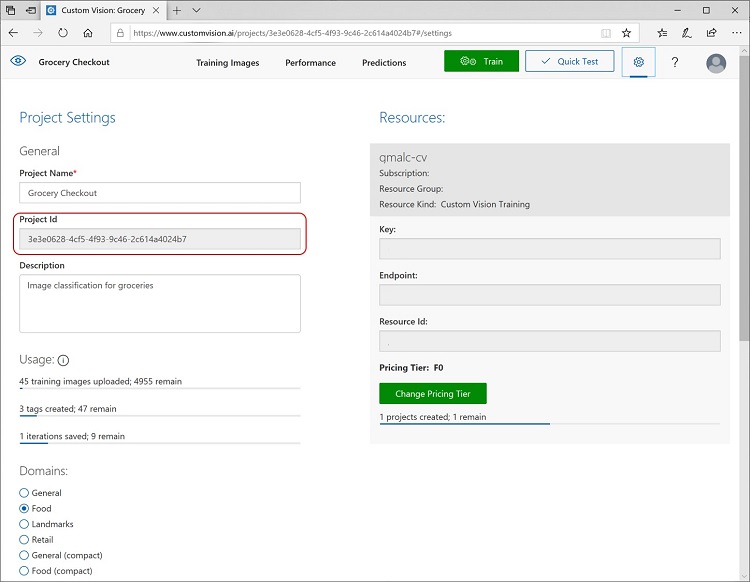 Custom Vision: Grocery
https://www.customvision.ai/projects/3e3e0628-4cf5-4f93-9c46-2c614a4024b7#/settings
Grocery Checkout
Training Images
Performance
Predictions
Train
Quick Test
?
Project Settings
General
Project Name*
Grocery Checkout
Project Id
3e3e0628-4cf5-4f93-9c46-2c614a4024b7
Description
Image classification for groceries
Usage:
45 training images uploaded; 4955 remain
3 tags created; 47 remain
1 iterations saved; 9 remain
Domains:
General
Food
Landmarks
Retail
General (compact)
Food (compact)
Resources:
gmalc-cv
Subscription:
Resource Group:
Resource Kind: Custom Vision Training
Key:
Endpoint:
Resource Id:
Pricing Tier: F0
Change Pricing Tier
1 projects created; 1 remain